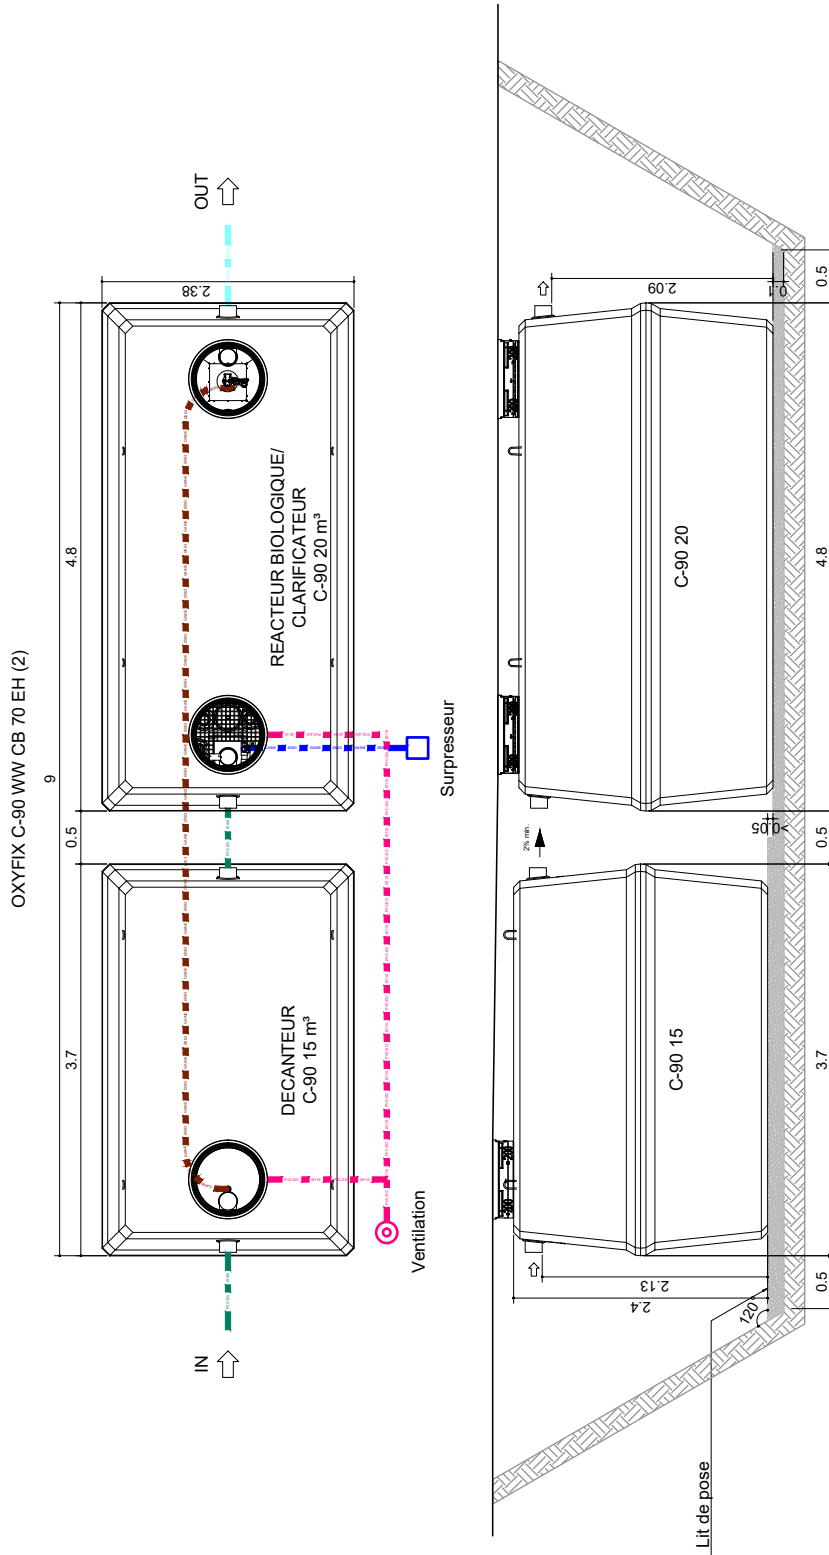 OXYFIX C-90 WW CB 70 EH (2)
9
3.7
0.5
4.8
2.38
IN
OUT
DECANTEUR
C-90 15 m³
REACTEUR BIOLOGIQUE/
CLARIFICATEUR
C-90 20 m³
Ventilation
Surpresseur
2% min.
C-90 15
C-90 20
2.4
2.13
2.09
0.1
>0.05
120°
Lit de pose
0.5
3.7
0.5
4.8
0.5